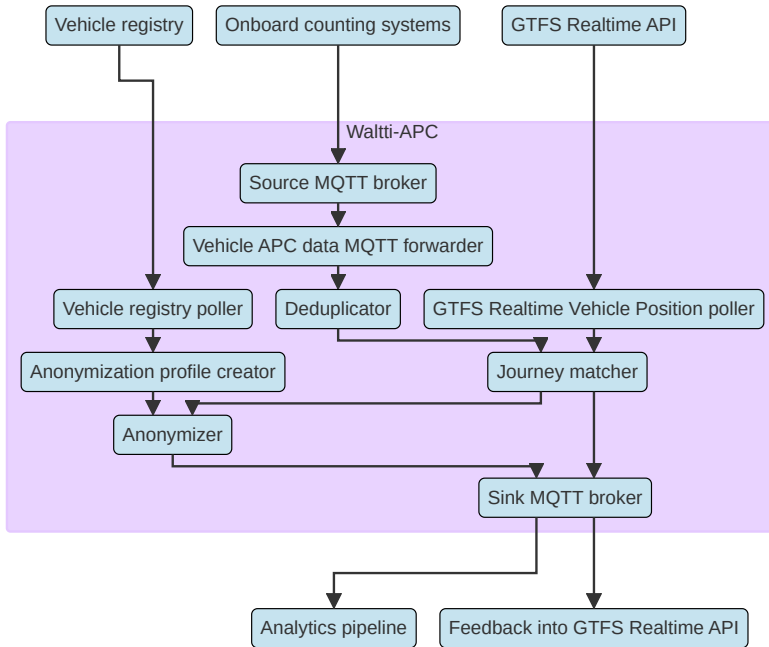 Vehicle registry
Onboard counting systems
GTFS Realtime API
Waltti-APC
Source MQTT broker
Vehicle APC data MQTT forwarder
Vehicle registry poller
Deduplicator
GTFS Realtime Vehicle Position poller
Anonymization profile creator
Journey matcher
Anonymizer
Sink MQTT broker
Analytics pipeline
Feedback into GTFS Realtime API